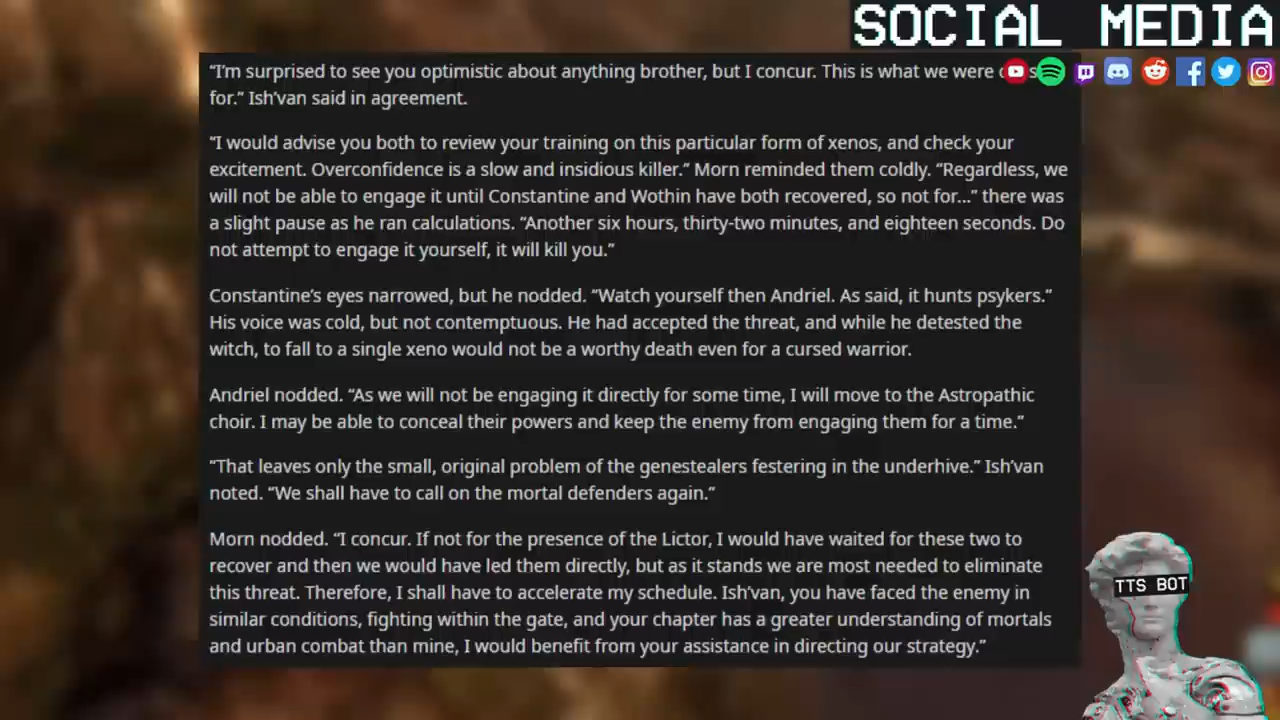 SOCIAL MEDIA
“I’m surprised to see you optimistic about anything brother, but I concur. This is what we were
for.” Ish’van said in agreement.
“I would advise you both to review your training on this particular form of xenos, and check your
excitement. Overconfidence is a slow and insidious killer.” Morn reminded them coldly. “Regardless, we
will not be able to engage it until Constantine and Wothin have both recovered, so not for...” there was
a slight pause as he ran calculations. “Another six hours, thirty-two minutes, and eighteen seconds. Do
not attempt to engage it yourself, it will kill you.”
Constantine’s eyes narrowed, but he nodded. “Watch yourself then Andriel. As said, it hunts psykers.”
His voice was cold, but not contemptuous. He had accepted the threat, and while he detested the
witch, to fall to a single xeno would not be a worthy death even for a cursed warrior.
Andriel nodded. “As we will not be engaging it directly for some time, I will move to the Astropathic
choir. I may be able to conceal their powers and keep the enemy from engaging them for a time.”
“That leaves only the small, original problem of the genestealers festering in the underhive.” Ish’van
noted. “We shall have to call on the mortal defenders again.”
Morn nodded. “I concur. If not for the presence of the Lictor, I would have waited for these two to
recover and then we would have led them directly, but as it stands we are most needed to eliminate
this threat. Therefore, I shall have to accelerate my schedule. Ish’van, you have faced the enemy in
similar conditions, fighting within the gate, and your chapter has a greater understanding of mortals
and urban combat than mine, I would benefit from your assistance in directing our strategy.”
TTS BOT